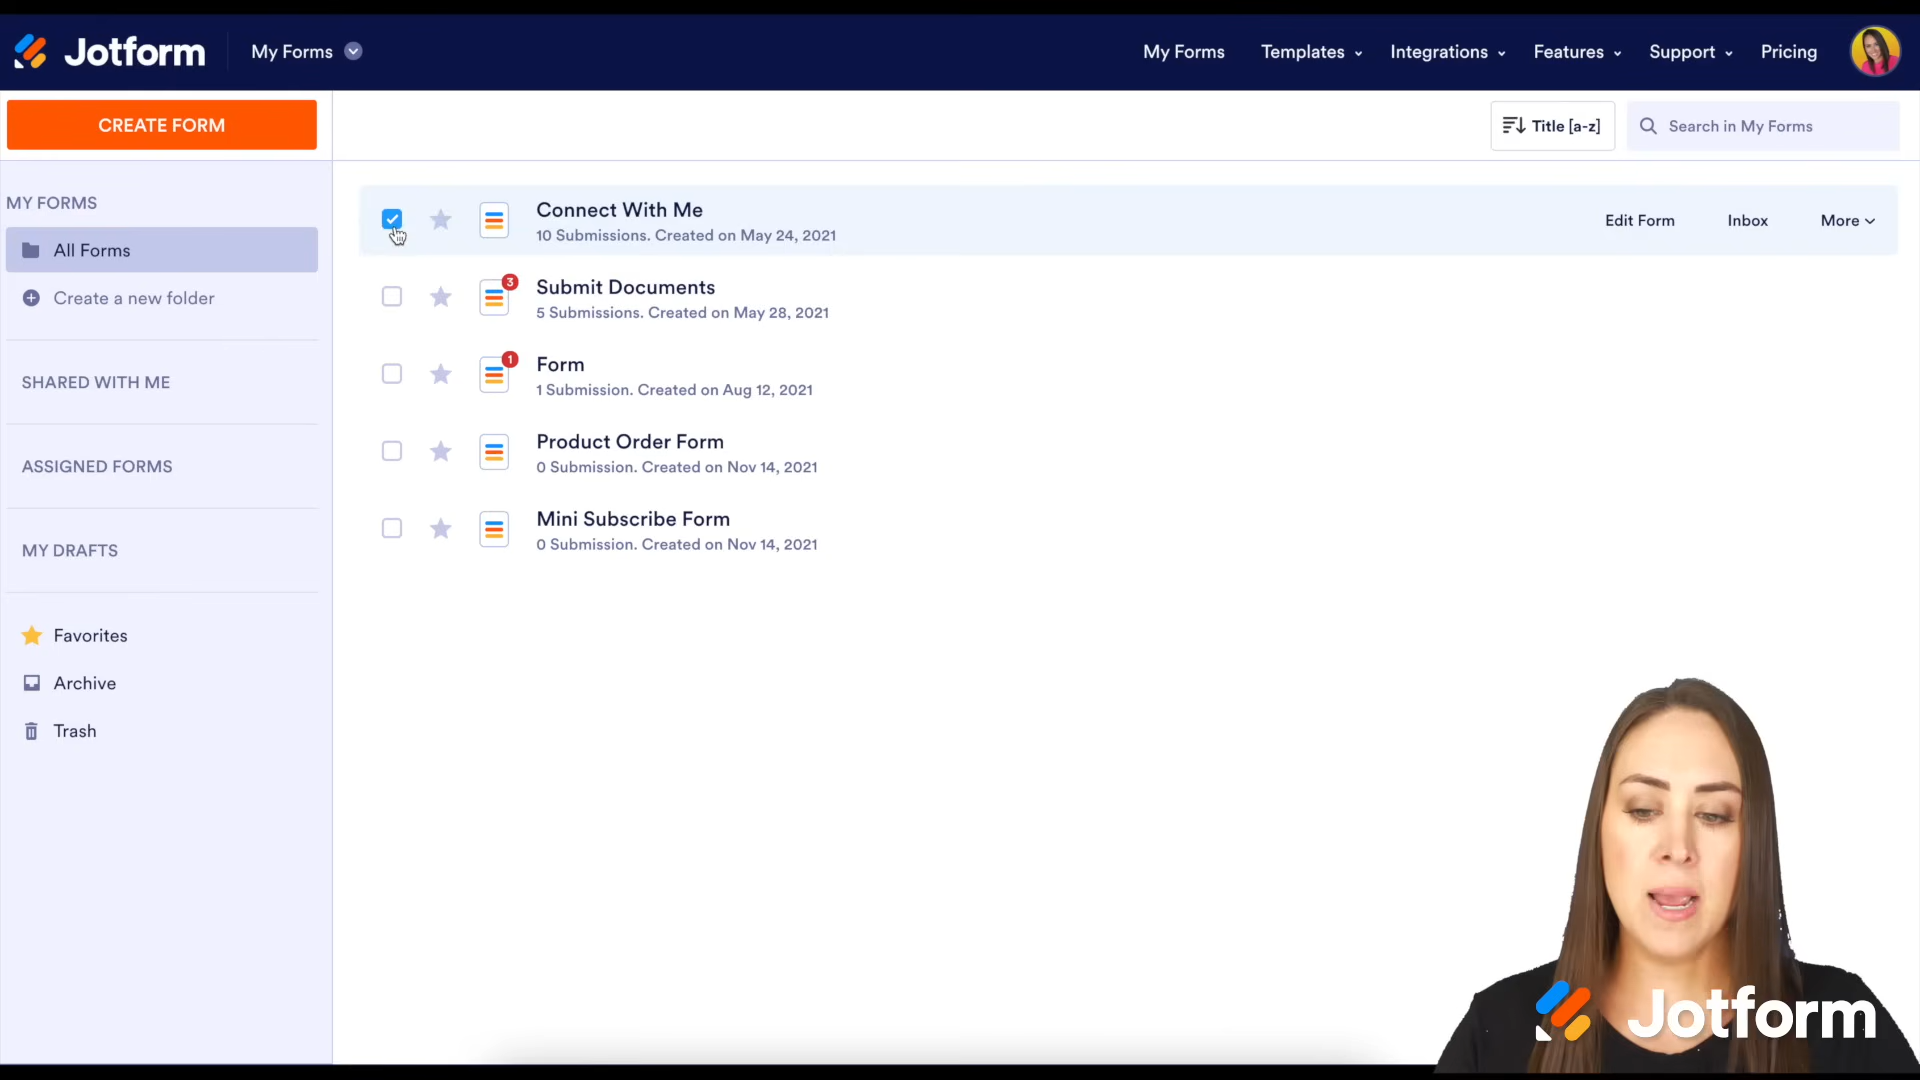 Jotform
My Forms
My Forms
Templates
Integrations
Features
Support
Pricing
CREATE FORM
Title [a-z]
Search in My Forms
MY FORMS
All Forms
Create a new folder
SHARED WITH ME
ASSIGNED FORMS
MY DRAFTS
Favorites
Archive
Trash
Connect With Me
10 Submissions. Created on May 24, 2021
Edit Form
Inbox
More
3
Submit Documents
5 Submissions. Created on May 28, 2021
1
Form
1 Submission. Created on Aug 12, 2021
Product Order Form
0 Submission. Created on Nov 14, 2021
Mini Subscribe Form
0 Submission. Created on Nov 14, 2021
Jotform